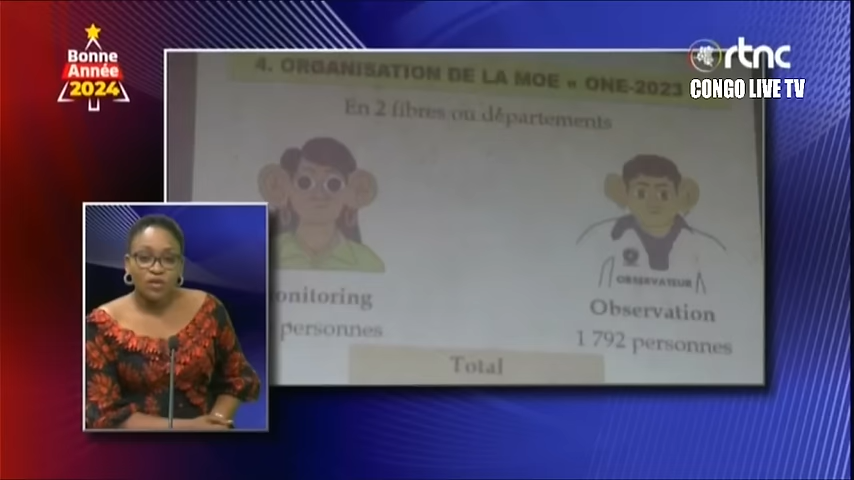 Bonne
Année
2024
rtnc
CONGO LIVE TV
4. ORGANISATION DE LA MOE « ONE-2023
En 2 fibres ou départements
OBSERVATEUR
onitoring
personnes
Observation
1 792 personnes
Total